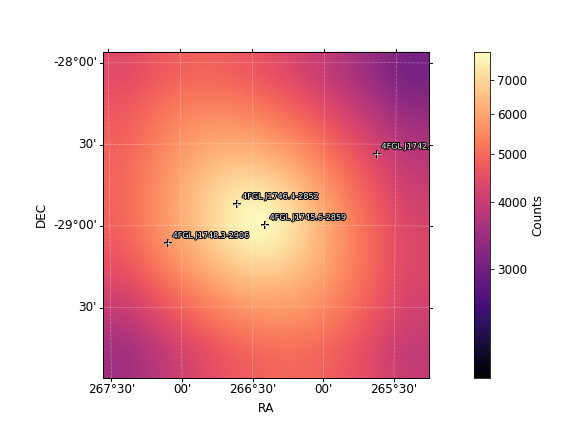 -28°00'
30'
-29°00'
30'
DEC
4FGL J1742.
4FGL J1746.4-2852
4FGL J1745.6-2859
4FGL J1748.3-2906
267°30' 00' 266°30' 00' 265°30'
RA
7000
6000
5000
4000
3000
Counts